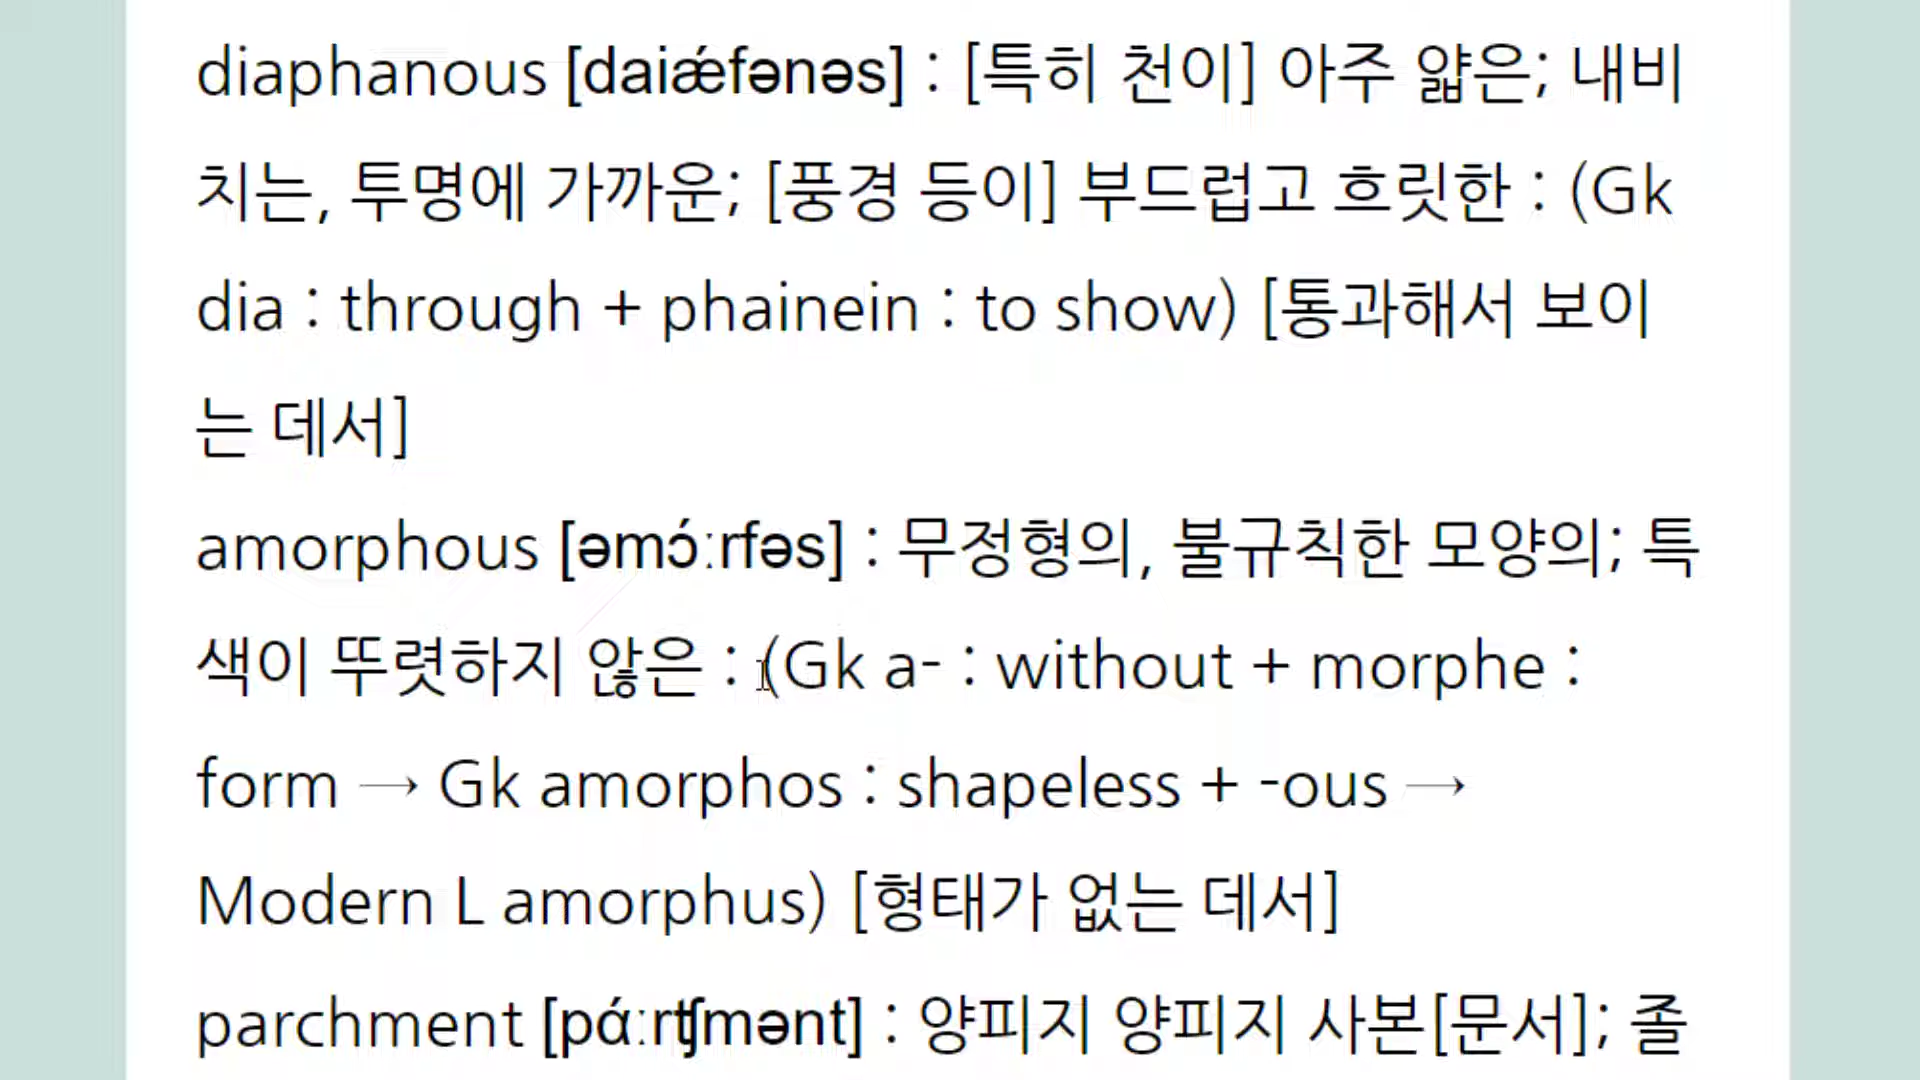 diaphanous [daiǽfənəs] : [특히 천이] 아주 얇은; 내비
치는, 투명에 가까운; [풍경 등이] 부드럽고 흐릿한 : (Gk
dia : through + phainein : to show) [통과해서 보이
는 데서]
amorphous [əmɔ́ːrfəs] : 무정형의, 불규칙한 모양의; 특
색이 뚜렷하지 않은 : (Gk a- : without + morphe :
form → Gk amorphos : shapeless + -ous →
Modern L amorphus) [형태가 없는 데서]
parchment [pɑ́ːrʧmənt] : 양피지 양피지 사본[문서]; 졸